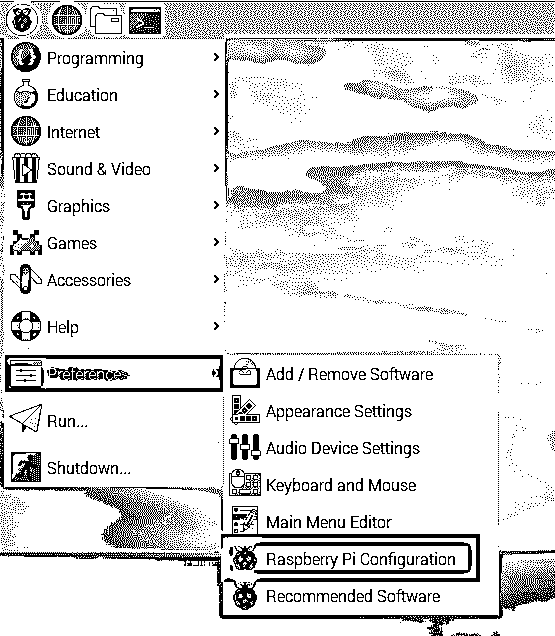 Programming
Education
Internet
Sound & Video
Graphics
Games
Accessories
Help
Preferences
Run...
Shutdown...
Add / Remove Software
Appearance Settings
Audio Device Settings
Keyboard and Mouse
Main Menu Editor
Raspberry Pi Configuration
Recommended Software